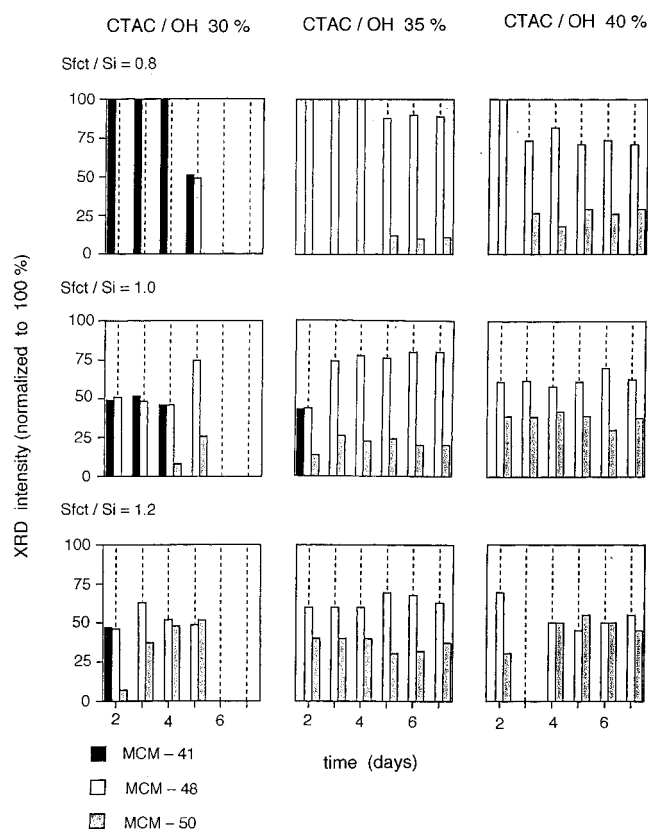 CTAC / OH 30 % CTAC / OH 35 % CTAC / OH 40 %
Sfct / Si = 0.8
100
75
50
25
0
Sfct / Si = 1.0
100
75
50
25
0
Sfct / Si = 1.2
100
75
50
25
0
XRD intensity (normalized to 100 %)
2 4 6 2 4 6 2 4 6
time (days)
MCM – 41
MCM – 48
MCM – 50